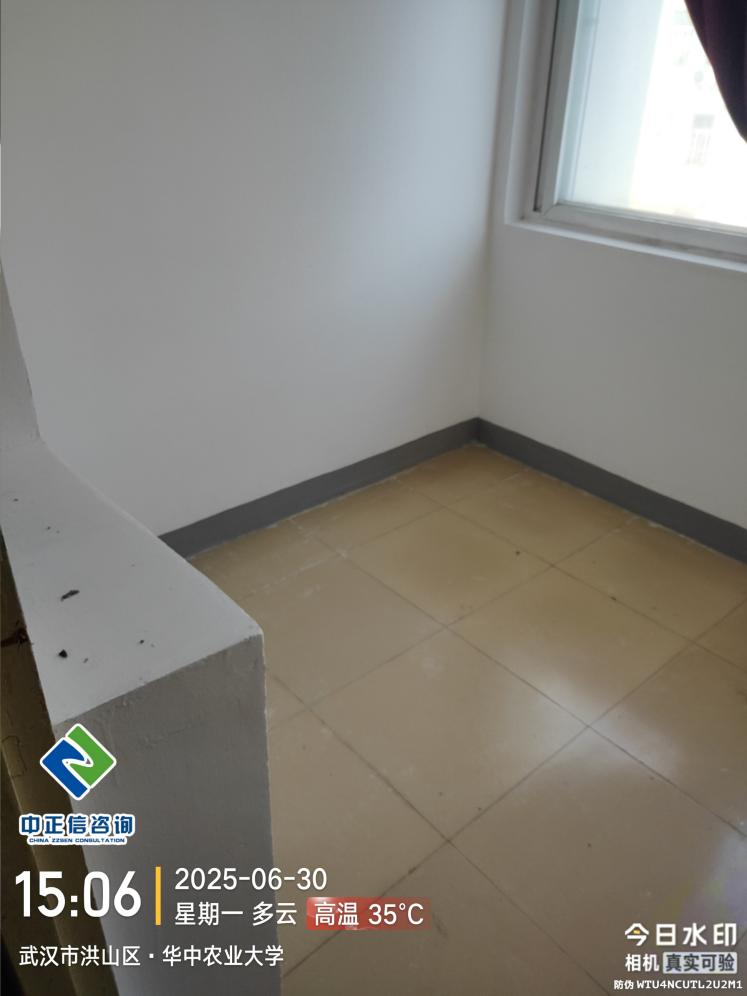 中正信咨询
CHINA ZZSEN CONSULTATION
15:06
2025-06-30
星期一 多云 高温 35°C
武汉市洪山区·华中农业大学
今日水印
相机 真实可验
防伪 WTU4NCUTL2U2M1